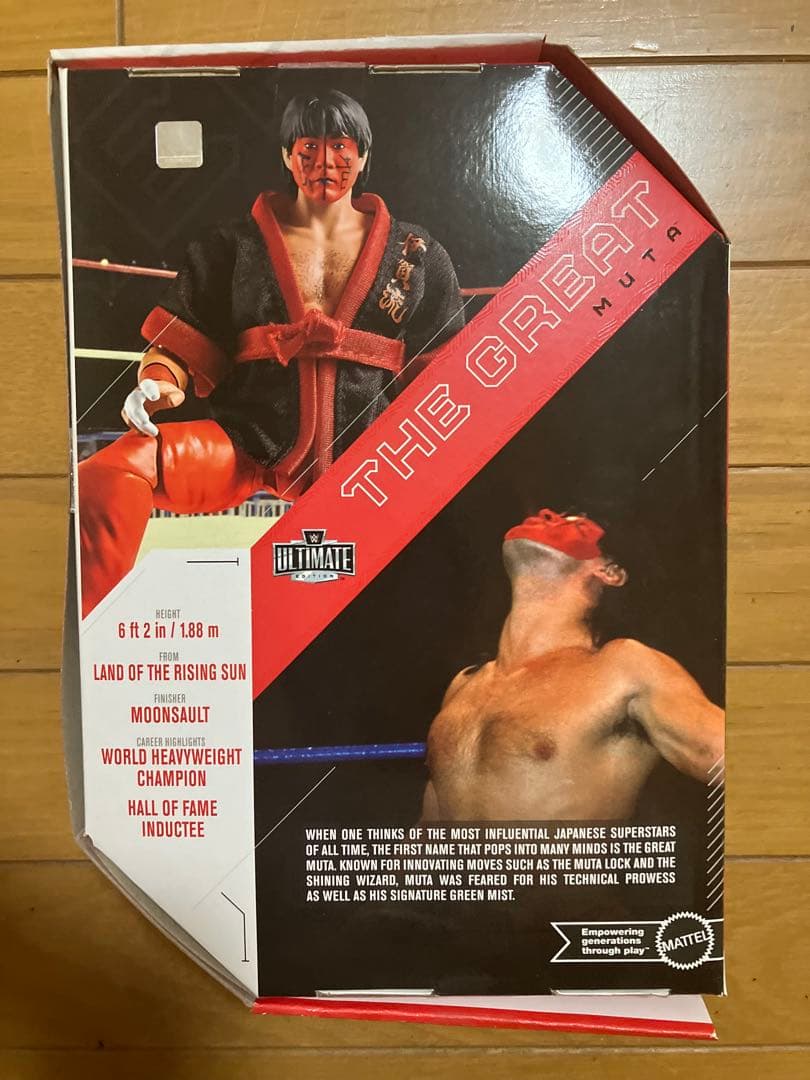 THE GREAT
MUTA™
W
ULTIMATE
EDITION™
HEIGHT
6 ft 2 in / 1.88 m
FROM
LAND OF THE RISING SUN
FINISHER
MOONSAULT
CAREER HIGHLIGHTS
WORLD HEAVYWEIGHT
CHAMPION
HALL OF FAME
INDUCTEE
WHEN ONE THINKS OF THE MOST INFLUENTIAL JAPANESE SUPERSTARS
OF ALL TIME, THE FIRST NAME THAT POPS INTO MANY MINDS IS THE GREAT
MUTA. KNOWN FOR INNOVATING MOVES SUCH AS THE MUTA LOCK AND THE
SHINING WIZARD, MUTA WAS FEARED FOR HIS TECHNICAL PROWESS
AS WELL AS HIS SIGNATURE GREEN MIST.
Empowering
generations
through play™
MATTEL